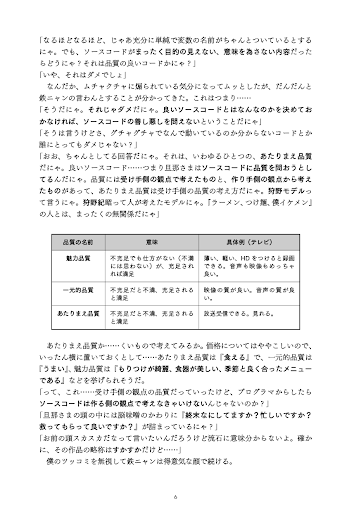 「なるほどなるほど、じゃあ充分に単純で変数の名前がちゃんとついているとするにゃ。でも、ソースコードがまったく目的の見えない、意味を為さない内容だったらどうにゃ？それは品質の良いコードかにゃ？」
「いや、それはダメでしょ」
　なんだか、ムチャクチャに煽られている気分になってムッとしたが、だんだんと鉄ニャンの言わんとすることが分かってきた。これはつまり……
「そうだにゃ。それじゃダメだにゃ。良いソースコードとはなんなのかを決めておかなければ、ソースコードの善し悪しを問えないということだにゃ」
「そうは言うけどさ、グチャグチャでなんで動いているのか分からないコードとか誰にとってもダメじゃない？」
「おお、ちゃんとしてる回答だにゃ。それは、いわゆるひとつの、あたりまえ品質だにゃ。良いソースコード……つまり旦那さまはソースコードに品質を問おうとしてるんだにゃ。品質には受け手側の観点で考えたものと、作り手側の観点から考えたものがあって、あたりまえ品質は受け手側の品質の考え方だにゃ。狩野モデルって言うにゃ。狩野紀昭って人が考えたモデルにゃ。『ラーメン、つけ麺、僕イケメン』の人とは、まったくの無関係だにゃ」
品質の名前　意味　具体例（テレビ）
魅力品質　不充足でも仕方がない（不満には思わない）が、充足されれば満足　薄い、軽い、HDをつけると録画できる。音声も映像もめっちゃ良い。
一元的品質　不充足だと不満、充足されると満足　映像の質が良い。音声の質が良い。
あたりまえ品質　不充足だと不満、充足されると満足　放送受信できる。見れる。
　あたりまえ品質か……くいもので考えてみるか。価格についてはややこしいので、いったん横に置いておくとして……あたりまえ品質は『食える』で、一元的品質は『うまい』、魅力品質は『もりつけが綺麗、食器が美しい、季節と良く合ったメニューである』などを挙げられそうだ。
「って、これ……受け手側の観点の品質だっていったけど、プログラマからしたらソースコードは作る側の観点で考えなきゃいけないんじゃないのか？」
「旦那さまの頭の中には脳味噌のかわりに『終末なにしてますか？忙しいですか？救ってもらって良いですか？』が詰まっているにゃ？」
「お前の頭スカスカだなって言いたいんだろうけど流石に意味分からないよ。確かに、その作品の略称はすかすかだけど……」
　僕のツッコミを無視して鉄ニャンは得意気な顔で続ける。
6